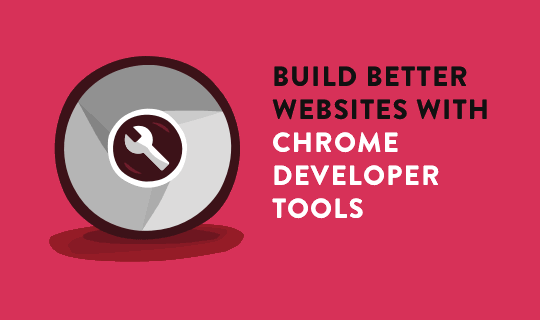 BUILD BETTER
WEBSITES WITH
CHROME
DEVELOPER
TOOLS